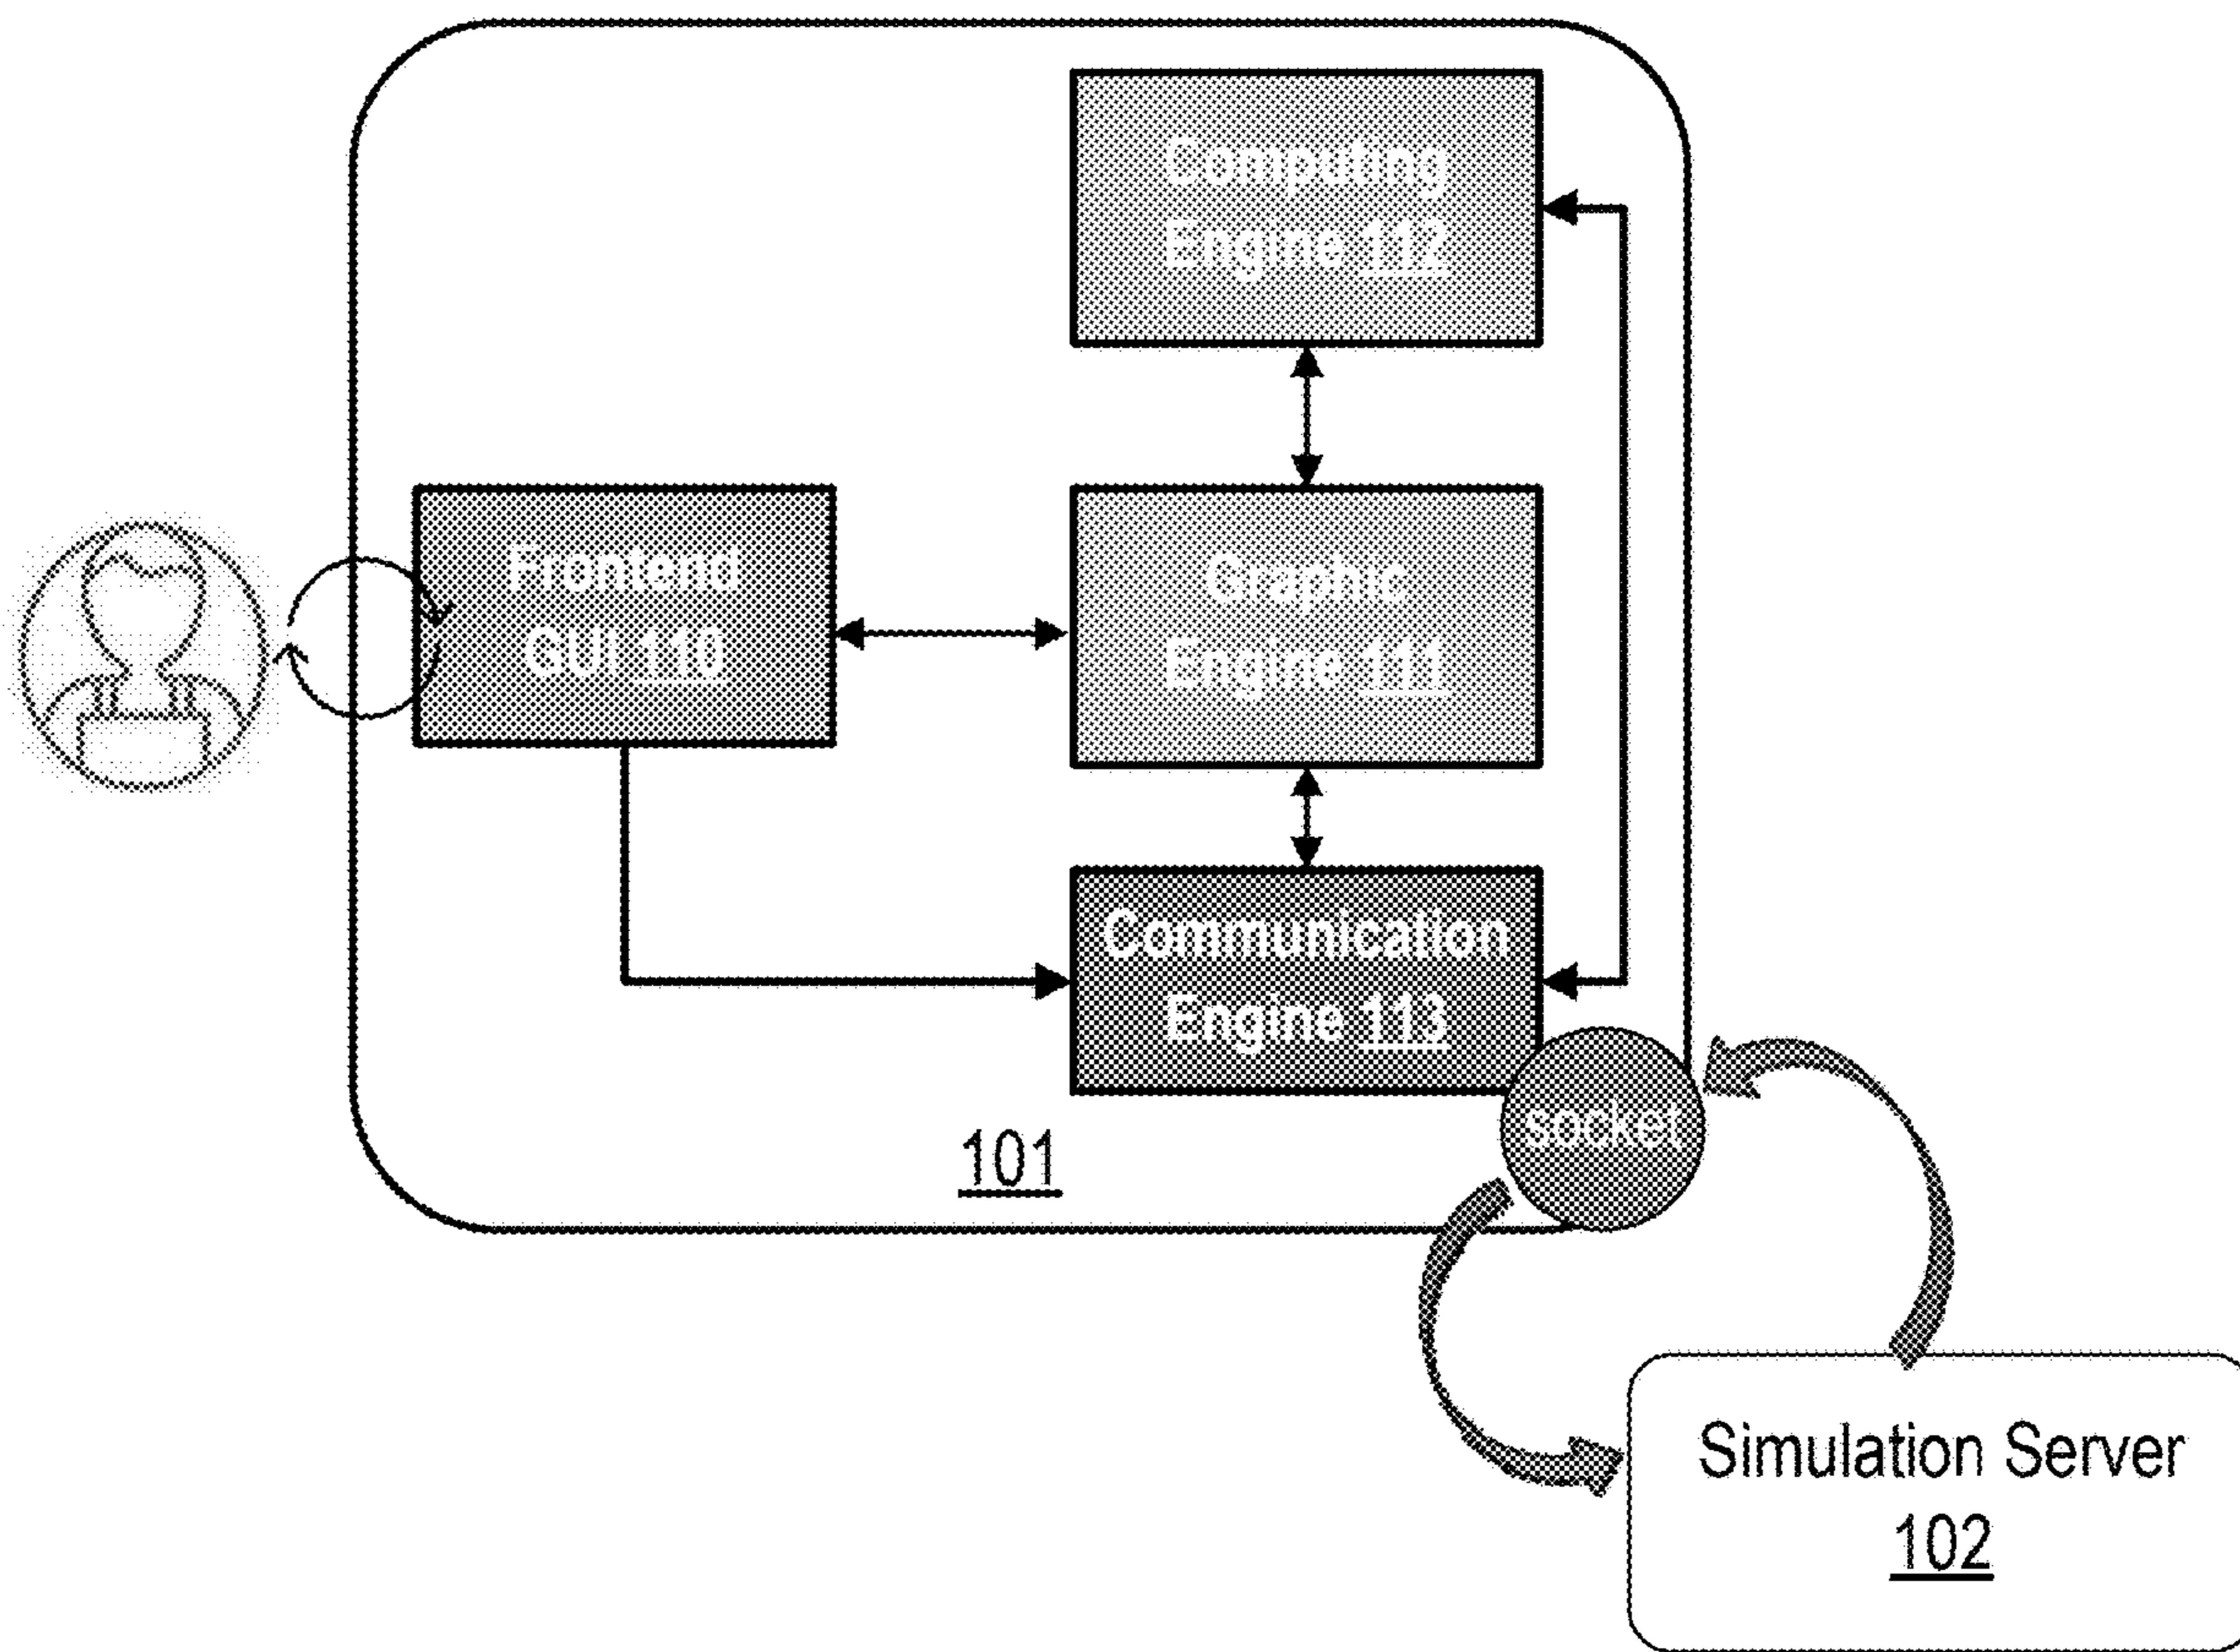 Computing
Engine 112
Frontend
GUI 110
Graphic
Engine 111
Communication
Engine 113
socket
101
Simulation Server
102